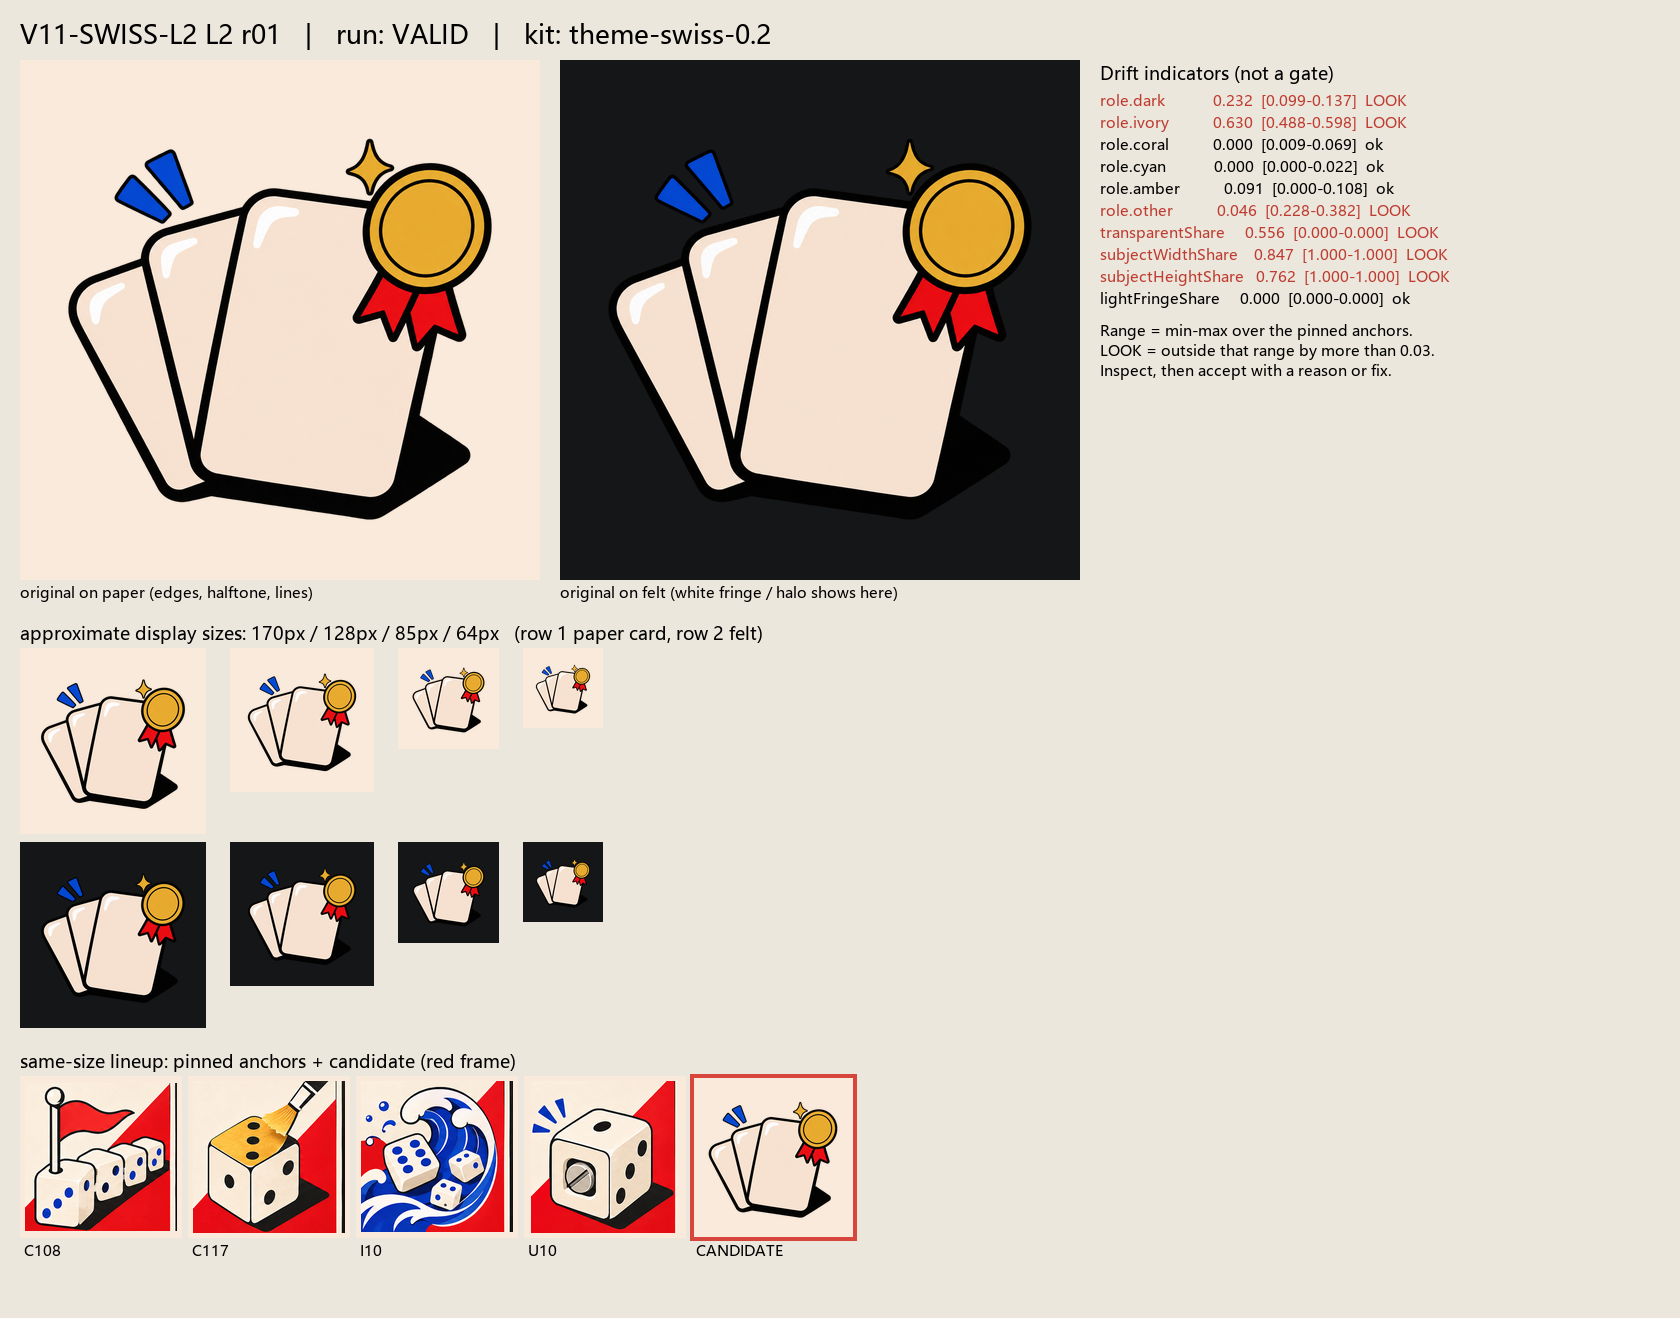 V11-SWISS-L2 L2 r01 | run: VALID | kit: theme-swiss-0.2
Drift indicators (not a gate)
role.dark 0.232 [0.099-0.137] LOOK
role.ivory 0.630 [0.488-0.598] LOOK
role.coral 0.000 [0.009-0.069] ok
role.cyan 0.000 [0.000-0.022] ok
role.amber 0.091 [0.000-0.108] ok
role.other 0.046 [0.228-0.382] LOOK
transparentShare 0.556 [0.000-0.000] LOOK
subjectWidthShare 0.847 [1.000-1.000] LOOK
subjectHeightShare 0.762 [1.000-1.000] LOOK
lightFringeShare 0.000 [0.000-0.000] ok
Range = min-max over the pinned anchors.
LOOK = outside that range by more than 0.03.
Inspect, then accept with a reason or fix.
original on paper (edges, halftone, lines)
original on felt (white fringe / halo shows here)
approximate display sizes: 170px / 128px / 85px / 64px (row 1 paper card, row 2 felt)
same-size lineup: pinned anchors + candidate (red frame)
C108
C117
I10
U10
CANDIDATE